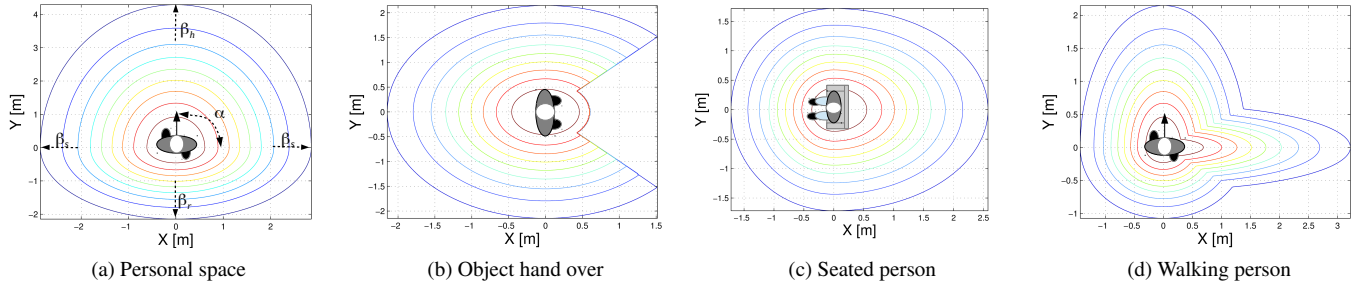 4
3
2
1
0
−1
−2
Y [m]
β_h
α
β_s
β_s
β_r
−2 −1 0 1 2
X [m]
(a) Personal space
2
1.5
1
0.5
0
−0.5
−1
−1.5
−2
Y [m]
−2 −1.5 −1 −0.5 0 0.5 1 1.5
X [m]
(b) Object hand over
1.5
1
0.5
0
−0.5
−1
−1.5
Y [m]
−1.5 −1 −0.5 0 0.5 1 1.5 2 2.5
X [m]
(c) Seated person
2
1.5
1
0.5
0
−0.5
−1
Y [m]
−1 −0.5 0 0.5 1 1.5 2 2.5 3
X [m]
(d) Walking person